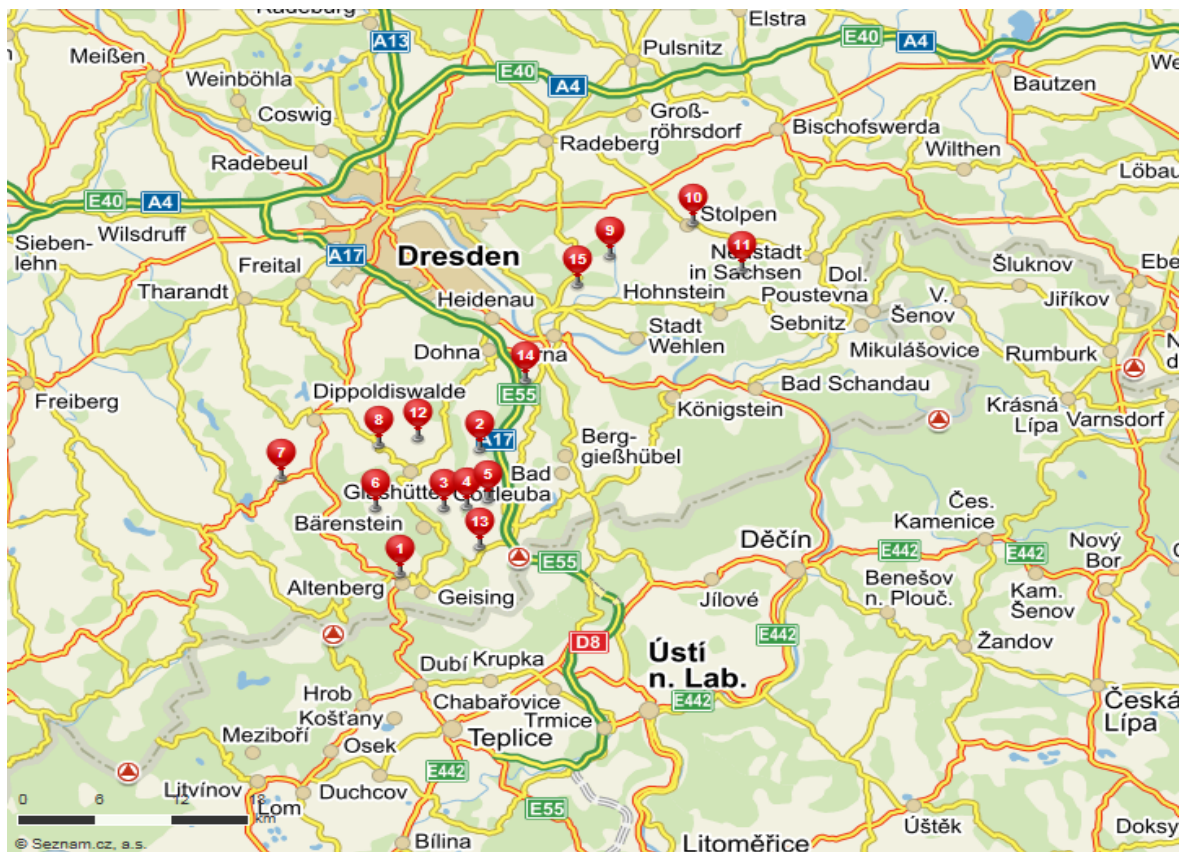 Radeburg
Elstra
A13
E40
A4
Meißen
Pulsnitz
Weinböhla
E40
A4
Bautzen
Coswig
Groß-
röhrsdorf
Bischofswerda
Radebeul
Radeberg
Wilthen
Löbau
E40
A4
10
Stolpen
Sieben-
lehn
Wilsdruff
9
A17
Dresden
11
Neustadt
in Sachsen
15
Freital
Dol.
Poustevna
Šluknov
Tharandt
Heidenau
Hohnstein
V.
Šenov
Jiříkov
Sebnitz
Stadt
Wehlen
Mikulášovice
Rumburk
Dohna
14
Dippoldiswalde
E55
Bad Schandau
Freiberg
Königstein
Krásná
Lípa
Varnsdorf
8
12
2
A17
Berg-
gießhübel
7
6
3
4
5
Bad
Gottleuba
Glashütte
Bärenstein
13
Čes.
Kamenice
1
Děčín
E442
E442
Nový
Bor
E55
Altenberg
Geising
Jílové
Benešov
n. Plouč.
Kam.
Šenov
D8
E442
Žandov
Ústí
n. Lab.
Dubí
Krupka
Hrob
Chabařovice
E442
Česká
Lípa
Košťany
Trmice
Meziboří
Osek
Teplice
E442
Litvínov
Duchcov
0
6
12
18
km
Lom
E55
Úštěk
Doksy
Bílina
Litoměřice
© Seznam.cz, a.s.